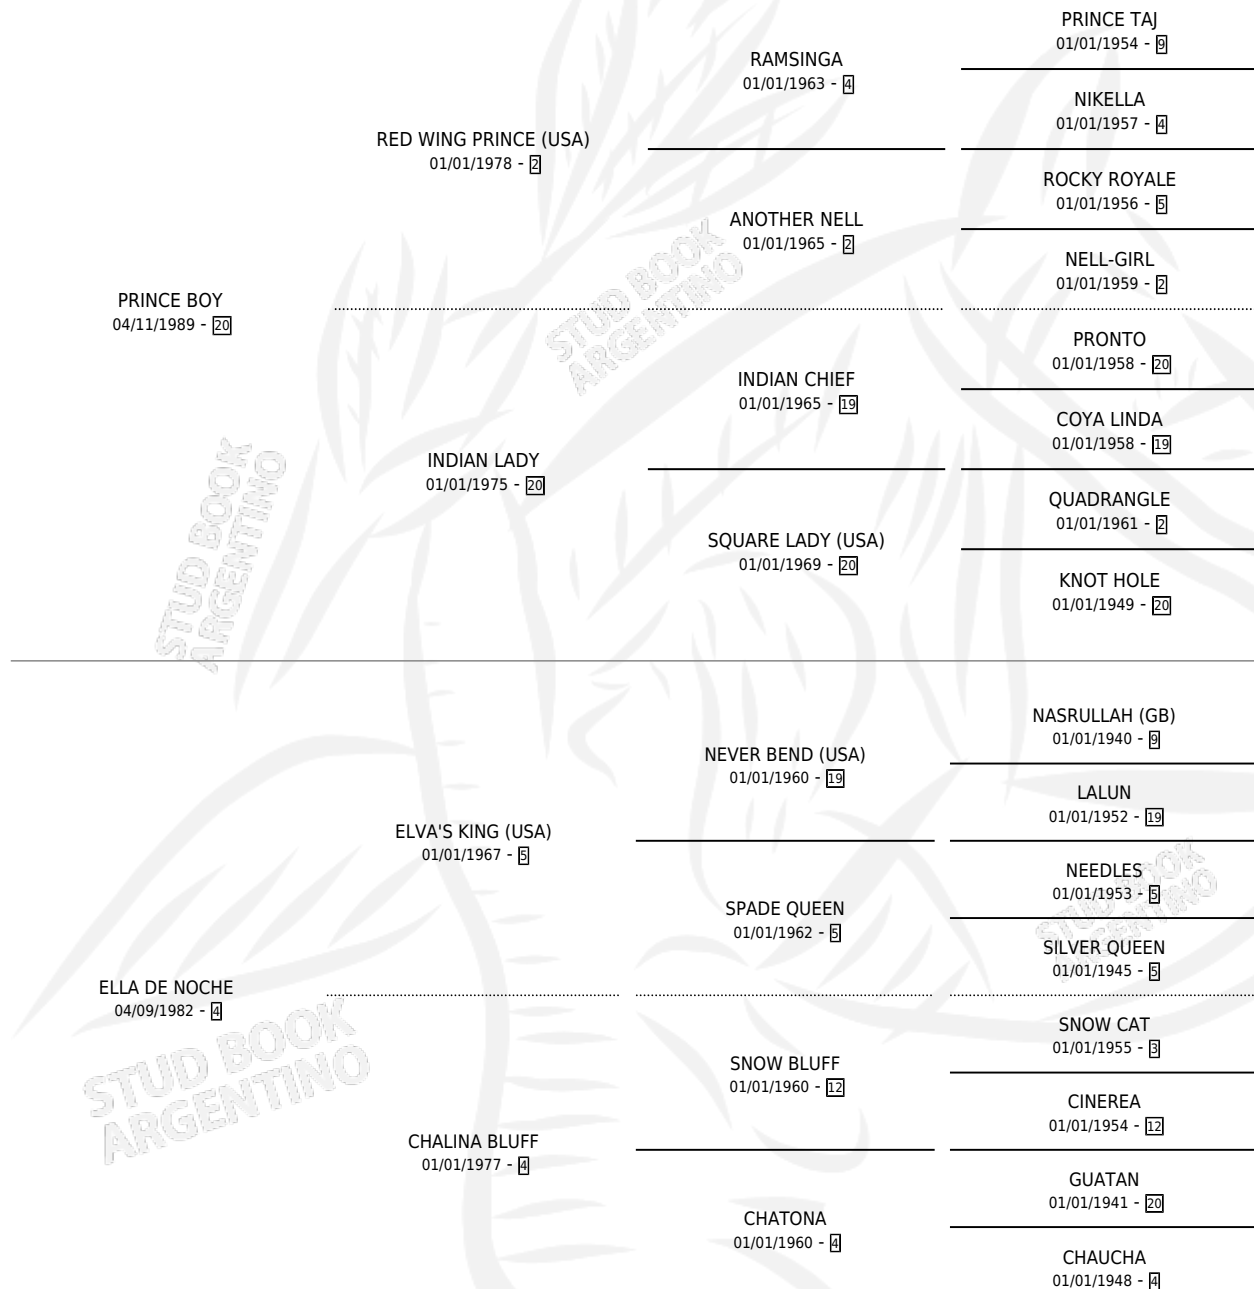 PRINCE TAJ
01/01/1954 - 9
RAMSINGA
01/01/1963 - 4
NIKELLA
01/01/1957 - 4
RED WING PRINCE (USA)
01/01/1978 - 2
ROCKY ROYALE
01/01/1956 - 5
ANOTHER NELL
01/01/1965 - 2
NELL-GIRL
01/01/1959 - 2
PRINCE BOY
04/11/1989 - 20
PRONTO
01/01/1958 - 20
INDIAN CHIEF
01/01/1965 - 19
COYA LINDA
01/01/1958 - 19
INDIAN LADY
01/01/1975 - 20
QUADRANGLE
01/01/1961 - 2
SQUARE LADY (USA)
01/01/1969 - 20
KNOT HOLE
01/01/1949 - 20
NASRULLAH (GB)
01/01/1940 - 9
NEVER BEND (USA)
01/01/1960 - 19
LALUN
01/01/1952 - 19
ELVA'S KING (USA)
01/01/1967 - 5
NEEDLES
01/01/1953 - 5
SPADE QUEEN
01/01/1962 - 5
SILVER QUEEN
01/01/1945 - 5
ELLA DE NOCHE
04/09/1982 - 4
SNOW CAT
01/01/1955 - 3
SNOW BLUFF
01/01/1960 - 12
CINEREA
01/01/1954 - 12
CHALINA BLUFF
01/01/1977 - 4
GUATAN
01/01/1941 - 20
CHATONA
01/01/1960 - 4
CHAUCHA
01/01/1948 - 4
STUD BOOK
ARGENTINO
STUD BOOK
ARGENTINO
STUD BOOK
ARGENTINO
STUD BOOK
ARGENTINO